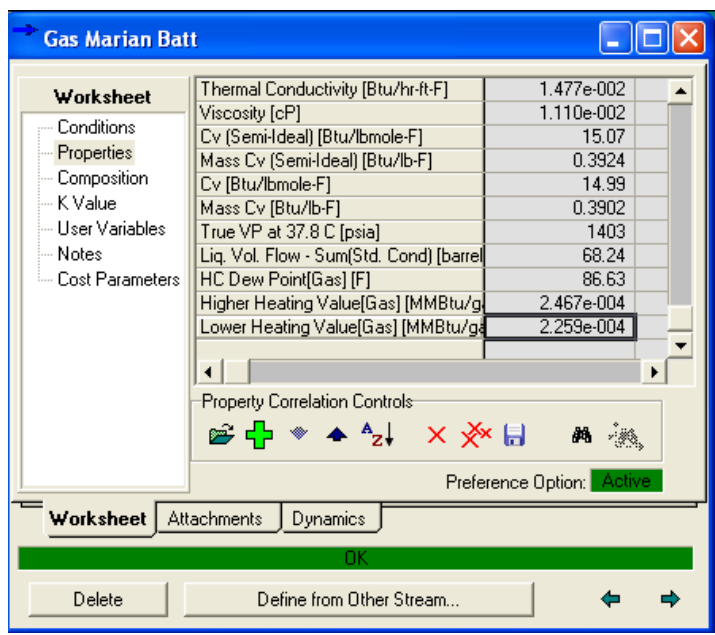 Gas Marian Batt
Worksheet
Conditions
Properties
Composition
K Value
User Variables
Notes
Cost Parameters
Thermal Conductivity [Btu/hr-ft-F] 1.477e-002
Viscosity [cP] 1.110e-002
Cv (Semi-Ideal) [Btu/lbmole-F] 15.07
Mass Cv (Semi-Ideal) [Btu/lb-F] 0.3924
Cv [Btu/lbmole-F] 14.99
Mass Cv [Btu/lb-F] 0.3902
True VP at 37.8 C [psia] 1403
Liq. Vol. Flow - Sum(Std. Cond) [barrel 68.24
HC Dew Point[Gas] [F] 86.63
Higher Heating Value[Gas] [MMBtu/ga 2.467e-004
Lower Heating Value[Gas] [MMBtu/ga 2.259e-004
Property Correlation Controls
AZ
Preference Option: Active
Worksheet Attachments Dynamics
OK
Delete Define from Other Stream...